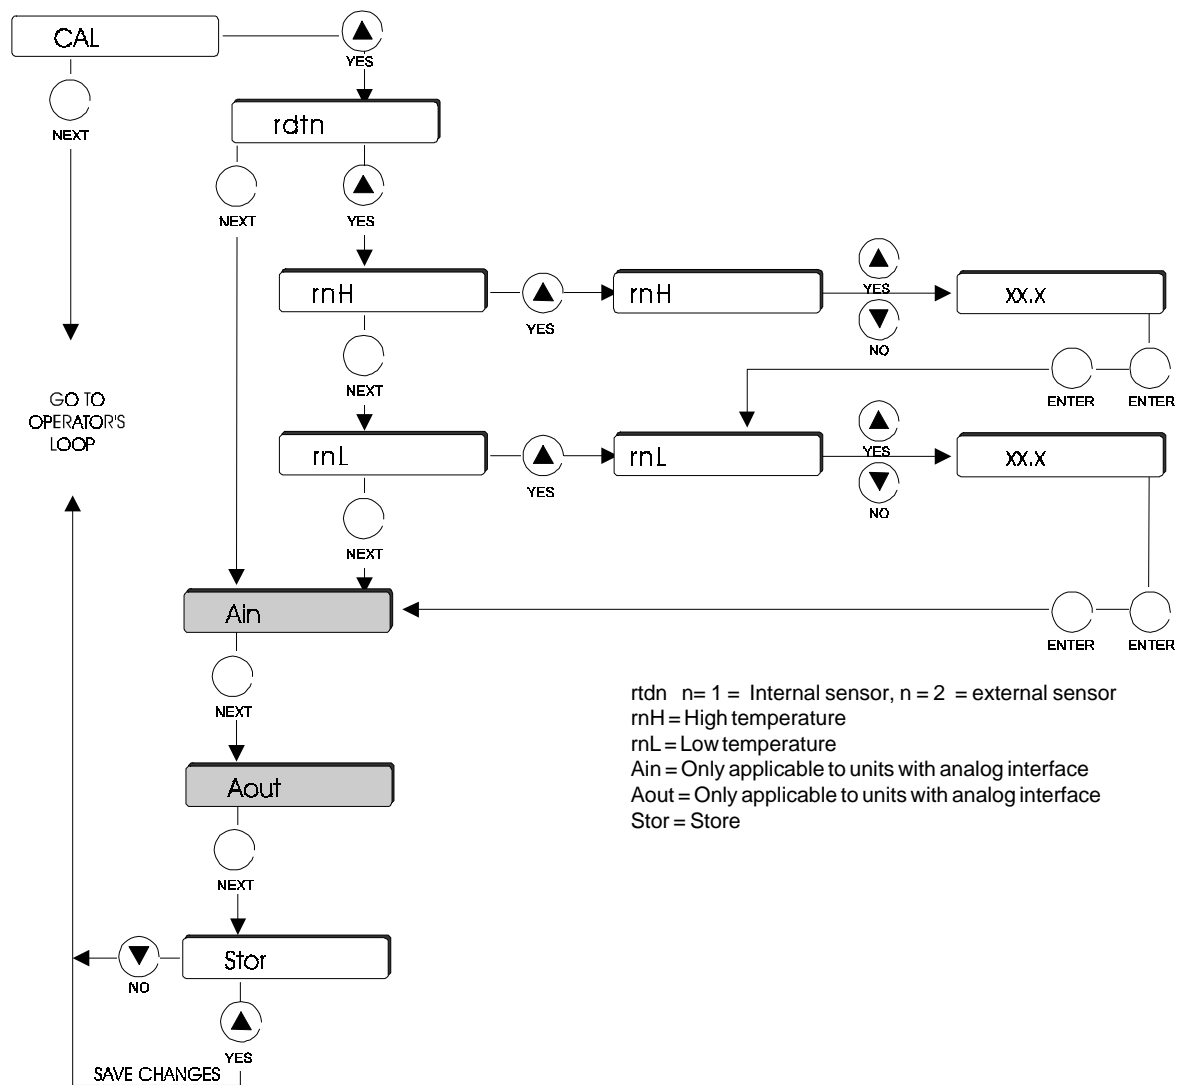 CAL
YES
NEXT
rdtn
NEXT
YES
rnH
YES
rnH
YES
NO
xx.x
NEXT
ENTER
ENTER
GO TO
OPERATOR'S
LOOP
rnL
YES
rnL
YES
NO
xx.x
NEXT
Ain
ENTER
ENTER
NEXT
rtdn n= 1 = Internal sensor, n = 2 = external sensor
rnH = High temperature
rnL = Low temperature
Ain = Only applicable to units with analog interface
Aout = Only applicable to units with analog interface
Stor = Store
Aout
NEXT
Stor
NO
YES
SAVE CHANGES